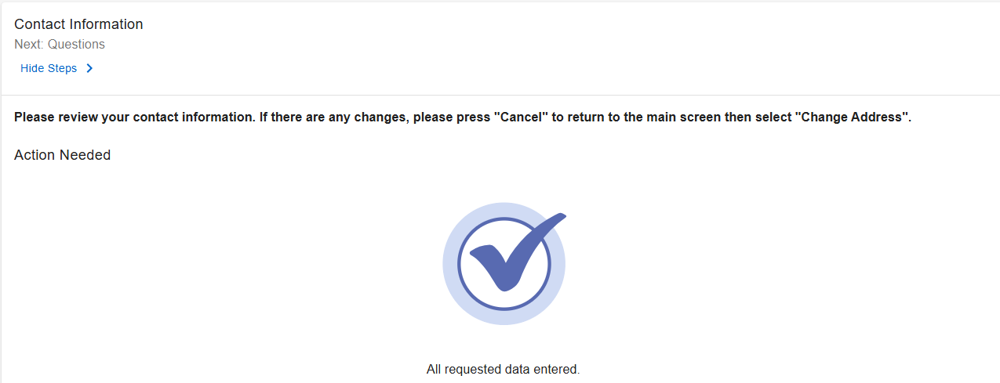 Contact Information
Next: Questions
Hide Steps
Please review your contact information. If there are any changes, please press "Cancel" to return to the main screen then select "Change Address".
Action Needed
All requested data entered.